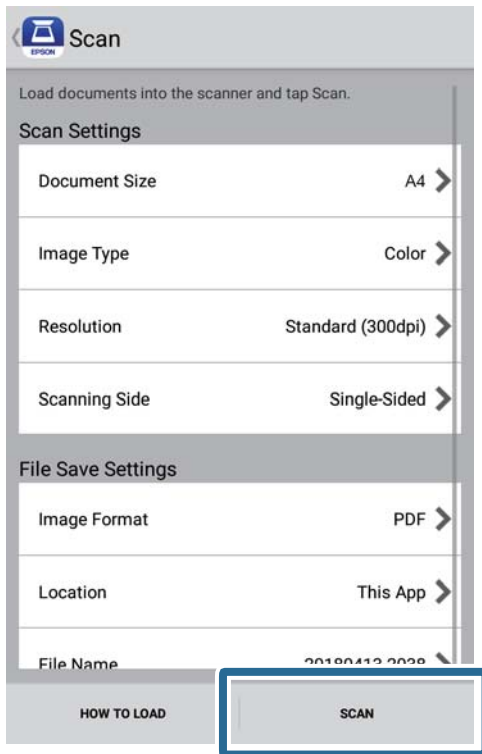 EPSON
Scan
Load documents into the scanner and tap Scan.
Scan Settings
Document Size A4
Image Type Color
Resolution Standard (300dpi)
Scanning Side Single-Sided
File Save Settings
Image Format PDF
Location This App
File Name 20180413 2038
HOW TO LOAD SCAN